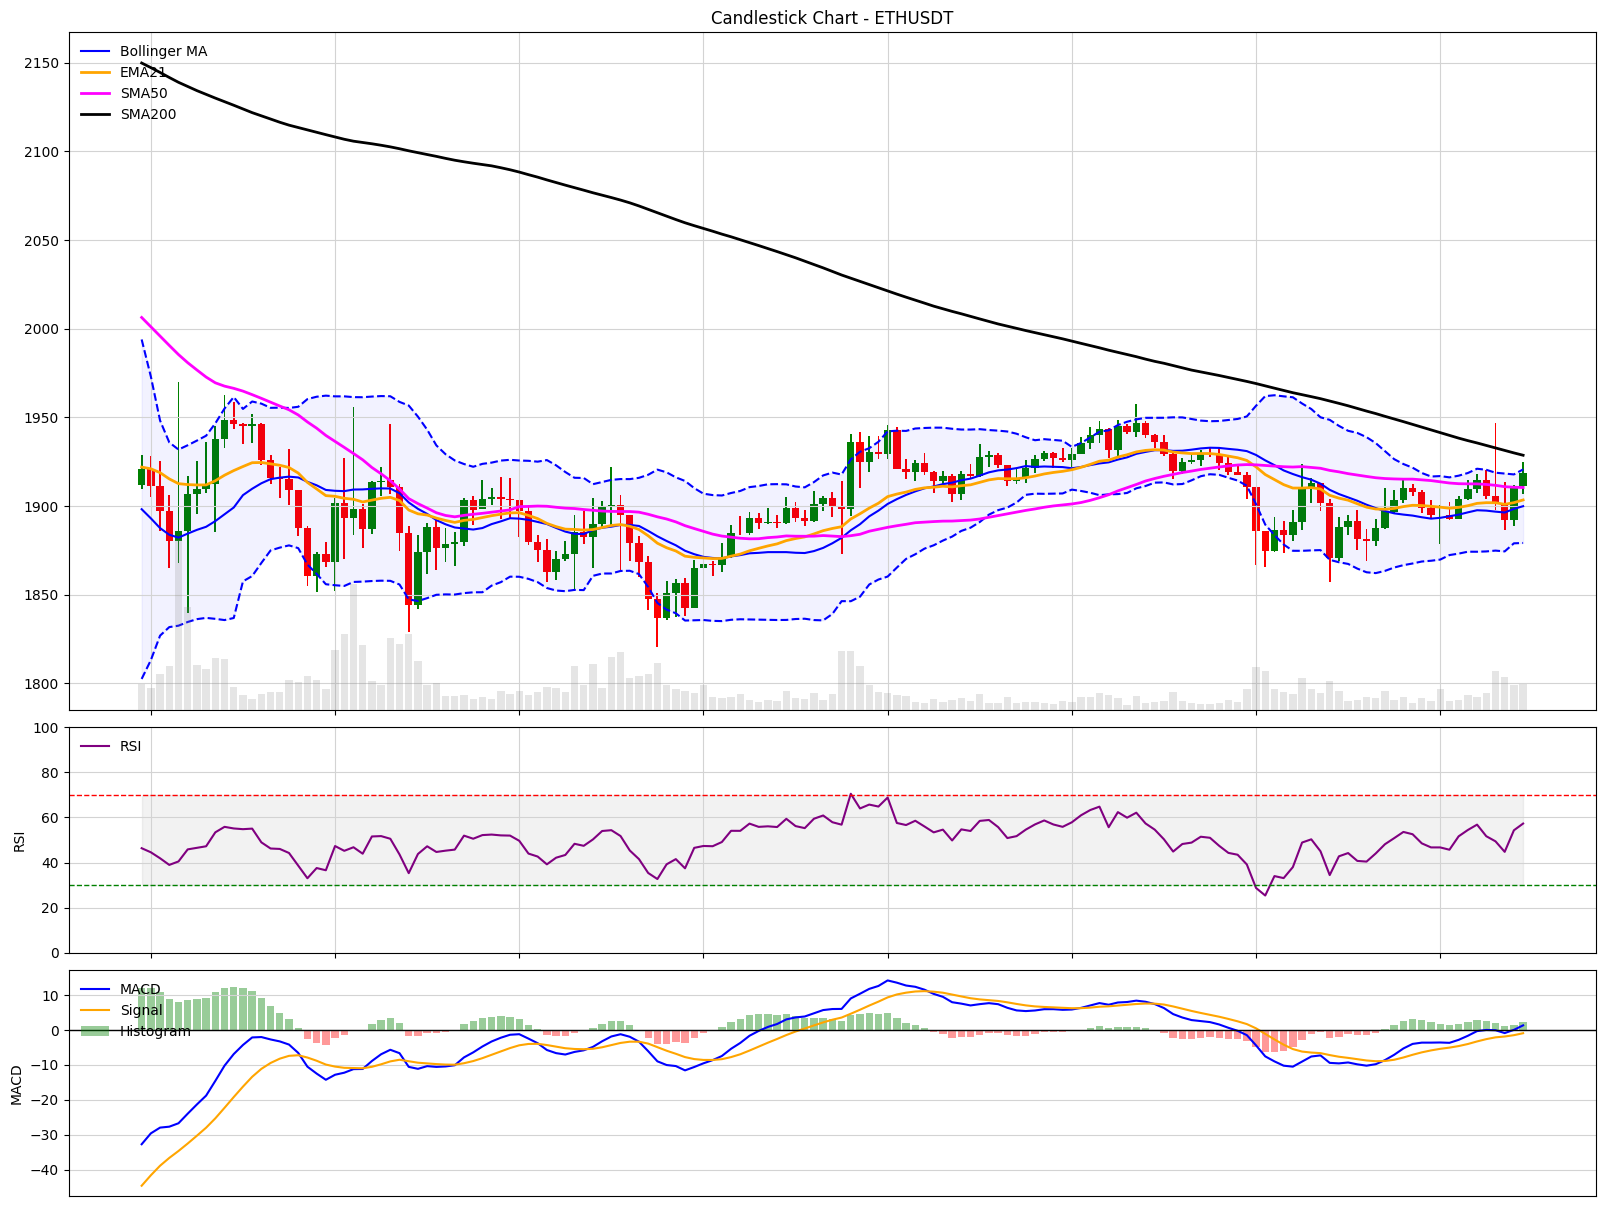 Candlestick Chart - ETHUSDT
Bollinger MA
EMA21
SMA50
SMA200
2150
2100
2050
2000
1950
1900
1850
1800
RSI
100
80
60
40
20
0
RSI
MACD
Signal
Histogram
10
0
−10
−20
−30
−40
MACD